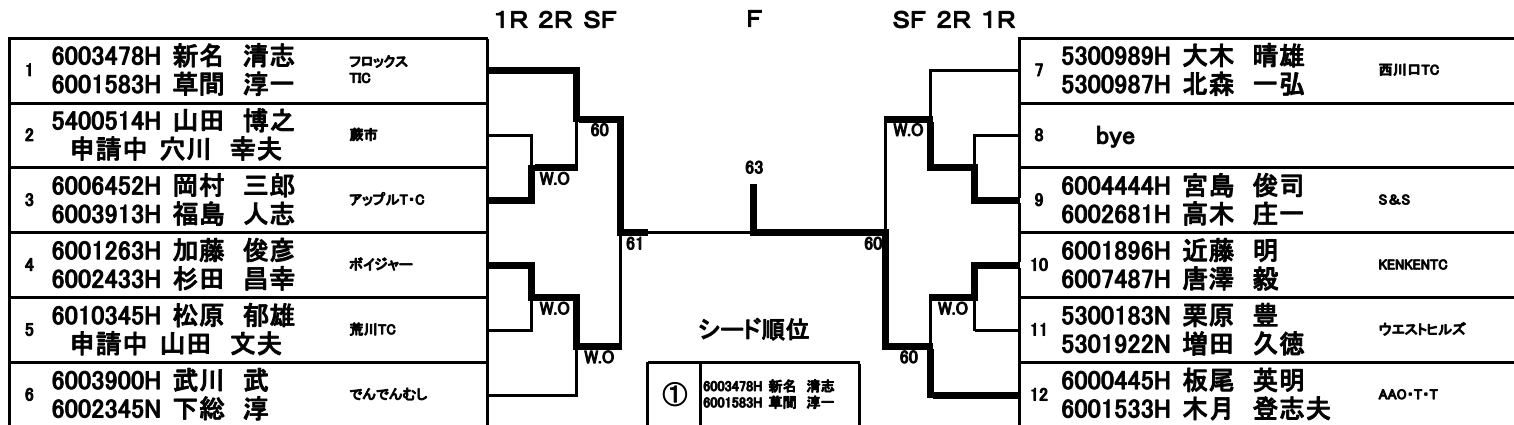 1R 2R SF F SF 2R 1R
1 6003478H 新名 清志 フロックス
6001583H 草間 淳一 TIC
2 5400514H 山田 博之 蕨市
申請中 穴川 幸夫
3 6006452H 岡村 三郎 アップルT・C
6003913H 福島 人志
4 6001263H 加藤 俊彦 ボイジャー
6002433H 杉田 昌幸
5 6010345H 松原 郁雄 荒川TC
申請中 山田 文夫
6 6003900H 武川 武 でんでんむし
6002345N 下総 淳
60
W.O
61
W.O
W.O
63
シード順位
① 6003478H 新名 清志
6001583H 草間 淳一
W.O
60
W.O
60
7 5300989H 大木 晴雄 西川口TC
5300987H 北森 一弘
8 bye
9 6004444H 宮島 俊司 S&S
6002681H 高木 庄一
10 6001896H 近藤 明 KENKENTC
6007487H 唐澤 毅
11 5300183N 栗原 豊 ウエストヒルズ
5301922N 増田 久徳
12 6000445H 板尾 英明 AAO・T・T
6001533H 木月 登志夫